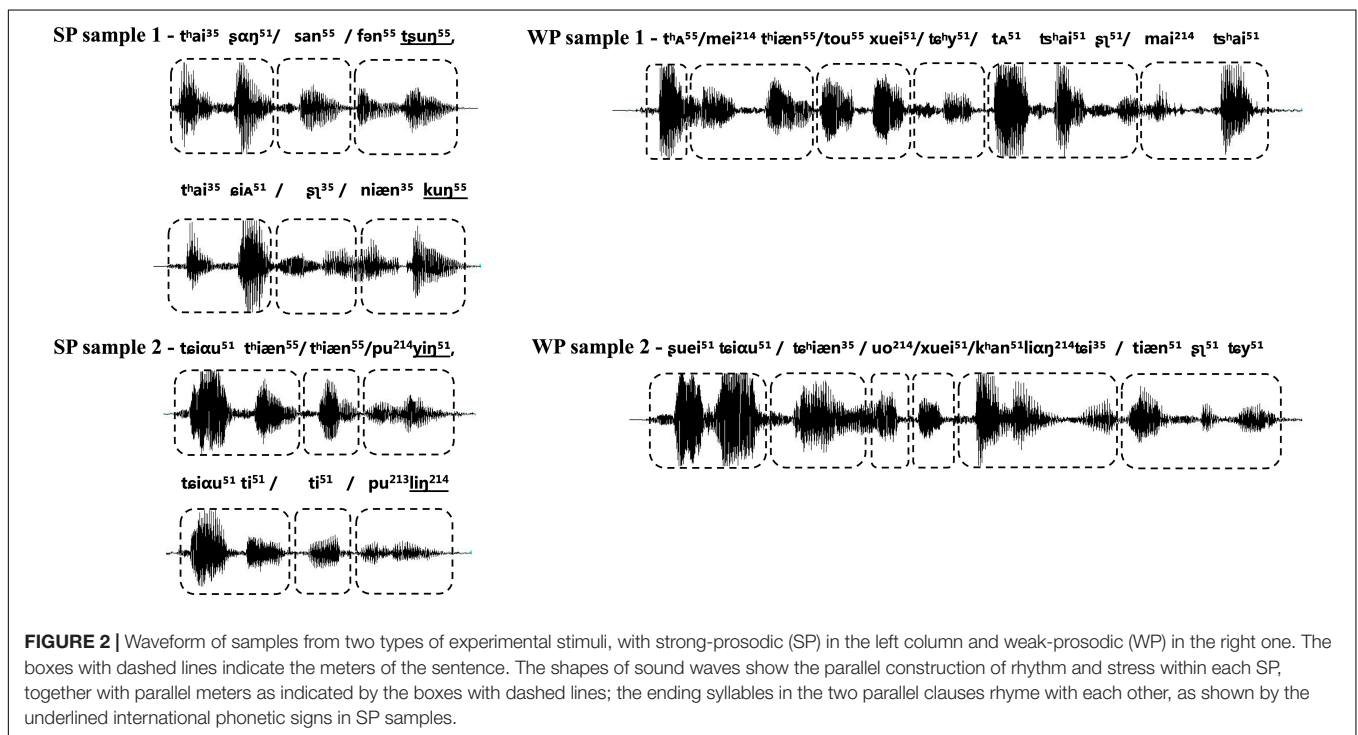 SP sample 1 - tʰai³⁵ ʂɑŋ⁵¹/ san⁵⁵ / fən⁵⁵ tʂuŋ⁵⁵,
tʰai³⁵ ɕiᴀ⁵¹ / ʂʅ³⁵ / niæn³⁵ kuŋ⁵⁵
SP sample 2 - tɕiɑu⁵¹ tʰiæn⁵⁵/ tʰiæn⁵⁵/pu²¹⁴yiŋ⁵¹,
tɕiɑu⁵¹ ti⁵¹ / ti⁵¹ / pu²¹³liŋ²¹⁴
WP sample 1 - tʰᴀ⁵⁵/mei²¹⁴ tʰiæn⁵⁵/tou⁵⁵ xuei⁵¹/ tɕʰy⁵¹/ tᴀ⁵¹ tsʰai⁵¹ ʂʅ⁵¹/ mai²¹⁴ tsʰai⁵¹
WP sample 2 - ʂuei⁵¹ tɕiɑu⁵¹ / tɕʰiæn³⁵ / uo²¹⁴/xuei⁵¹/kʰan⁵¹liɑŋ²¹⁴tɕi³⁵ / tiæn⁵¹ ʂʅ⁵¹ tɕy⁵¹
FIGURE 2 | Waveform of samples from two types of experimental stimuli, with strong-prosodic (SP) in the left column and weak-prosodic (WP) in the right one. The
boxes with dashed lines indicate the meters of the sentence. The shapes of sound waves show the parallel construction of rhythm and stress within each SP,
together with parallel meters as indicated by the boxes with dashed lines; the ending syllables in the two parallel clauses rhyme with each other, as shown by the
underlined international phonetic signs in SP samples.